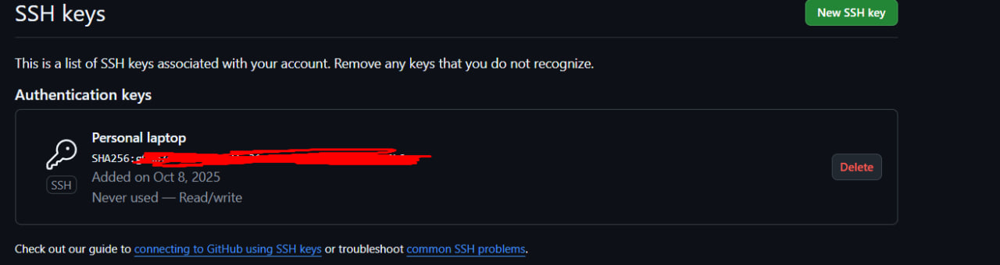 SSH keys
New SSH key
This is a list of SSH keys associated with your account. Remove any keys that you do not recognize.
Authentication keys
Personal laptop
SHA256:
Added on Oct 8, 2025
SSH
Never used — Read/write
Delete
Check out our guide to connecting to GitHub using SSH keys or troubleshoot common SSH problems.